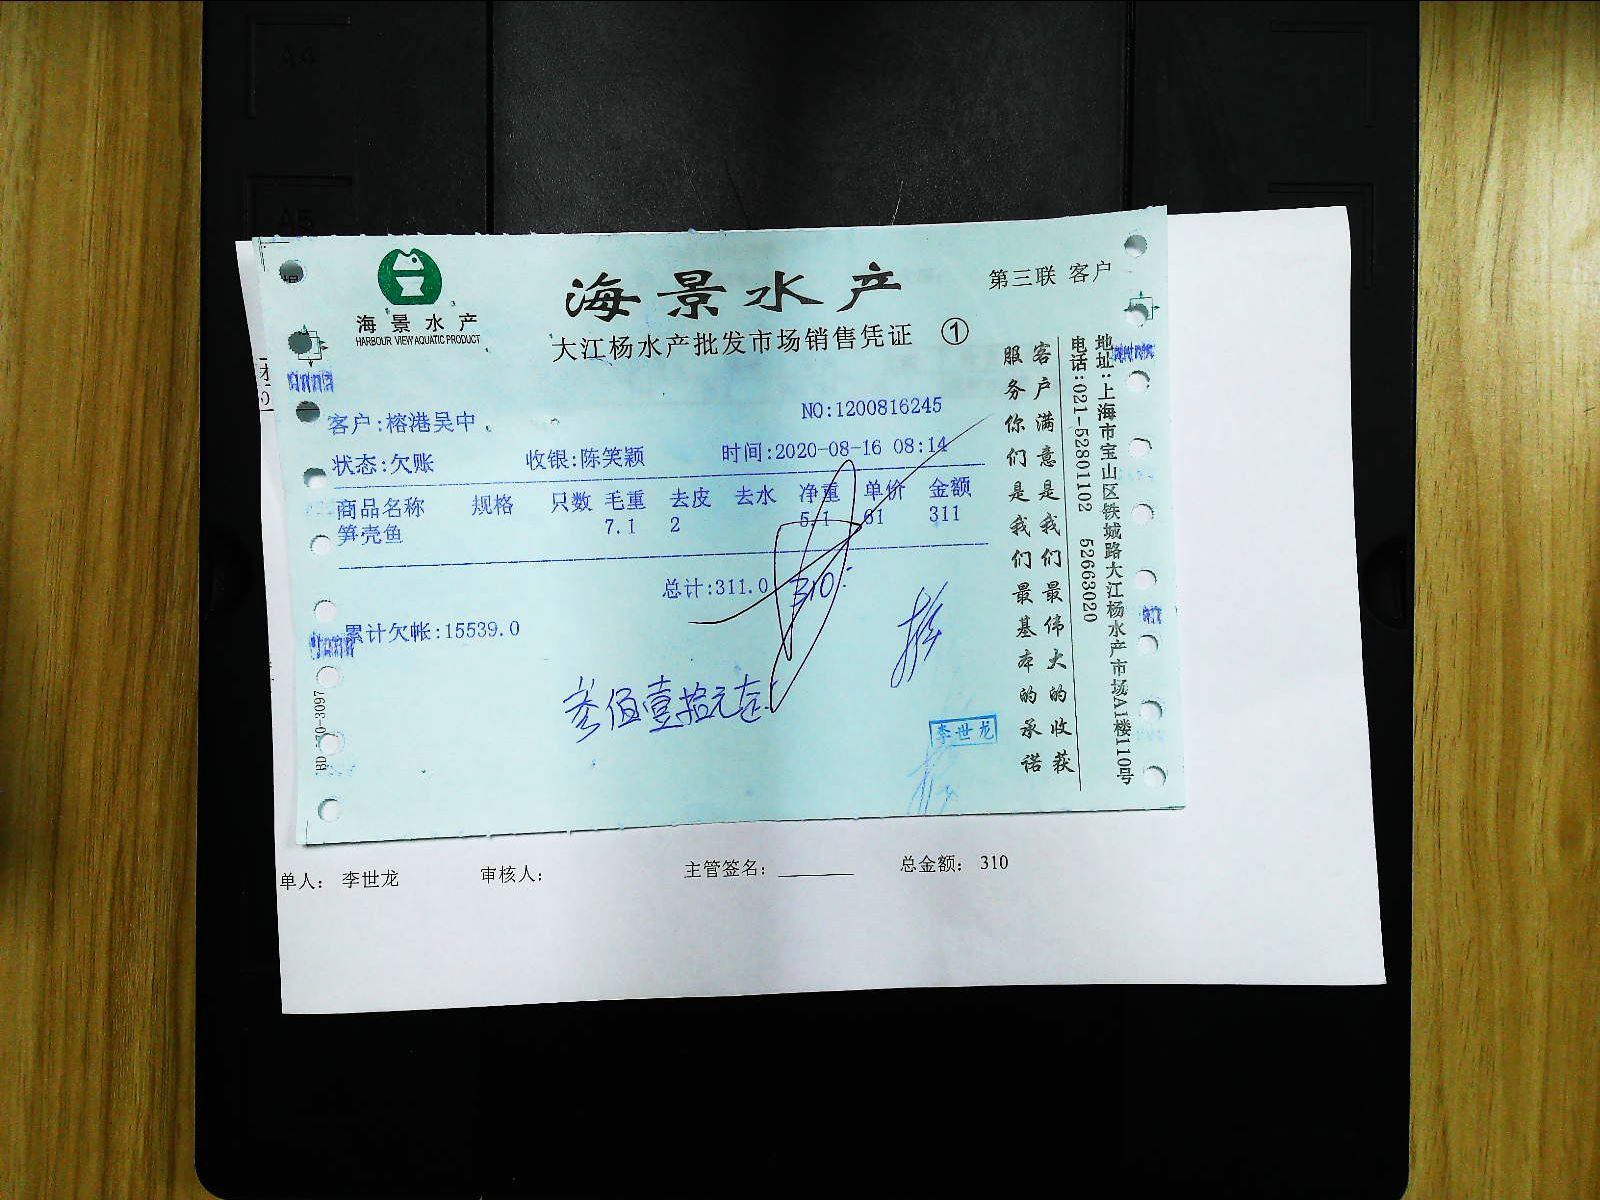 海景水产
HARBOUR VIEW AQUATIC PRODUCT
海景水产
大江杨水产批发市场销售凭证 ①
第三联 客户
客户:榕港吴中
NO:1200816245
状态:欠账 收银:陈笑颖 时间:2020-08-16 08:14
商品名称 规格 只数 毛重 去皮 去水 净重 单价 金额
笋壳鱼 7.1 2 5.1 61 311
总计:311.0 310
累计欠帐:15539.0
叁佰壹拾元
李世龙
客户满意是我们最伟大的收获
服务你们是我们最基本的承诺
地址:上海市宝山区铁城路大江杨水产市场A1楼110号
电话:021-52801102 52663020
单人: 李世龙 审核人: 主管签名: 总金额: 310
A4
A5